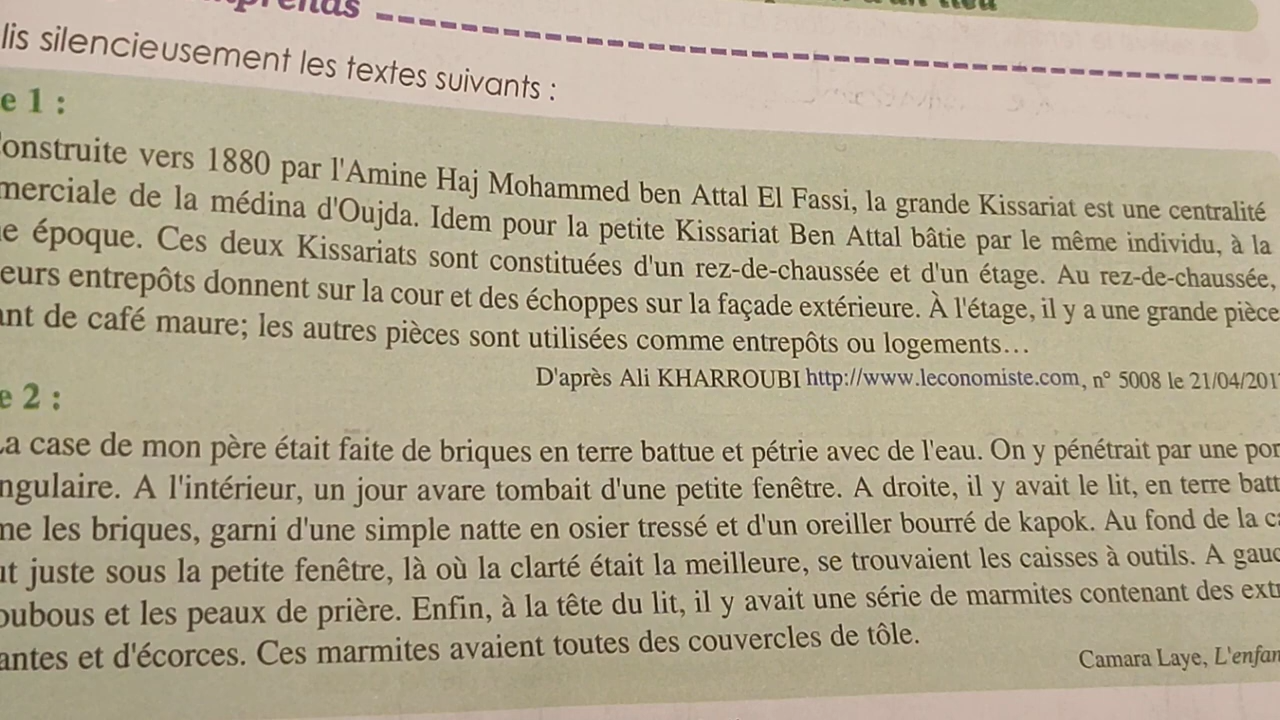 lis silencieusement les textes suivants :
e 1 :
onstruite vers 1880 par l'Amine Haj Mohammed ben Attal El Fassi, la grande Kissariat est une centralité
merciale de la médina d'Oujda. Idem pour la petite Kissariat Ben Attal bâtie par le même individu, à la
e époque. Ces deux Kissariats sont constituées d'un rez-de-chaussée et d'un étage. Au rez-de-chaussée,
eurs entrepôts donnent sur la cour et des échoppes sur la façade extérieure. À l'étage, il y a une grande pièce
ant de café maure; les autres pièces sont utilisées comme entrepôts ou logements…
D'après Ali KHARROUBI http://www.leconomiste.com, n° 5008 le 21/04/201
e 2 :
La case de mon père était faite de briques en terre battue et pétrie avec de l'eau. On y pénétrait par une por
ngulaire. A l'intérieur, un jour avare tombait d'une petite fenêtre. A droite, il y avait le lit, en terre batt
me les briques, garni d'une simple natte en osier tressé et d'un oreiller bourré de kapok. Au fond de la ca
ut juste sous la petite fenêtre, là où la clarté était la meilleure, se trouvaient les caisses à outils. A gauc
oubous et les peaux de prière. Enfin, à la tête du lit, il y avait une série de marmites contenant des extr
antes et d'écorces. Ces marmites avaient toutes des couvercles de tôle.
Camara Laye, L'enfan